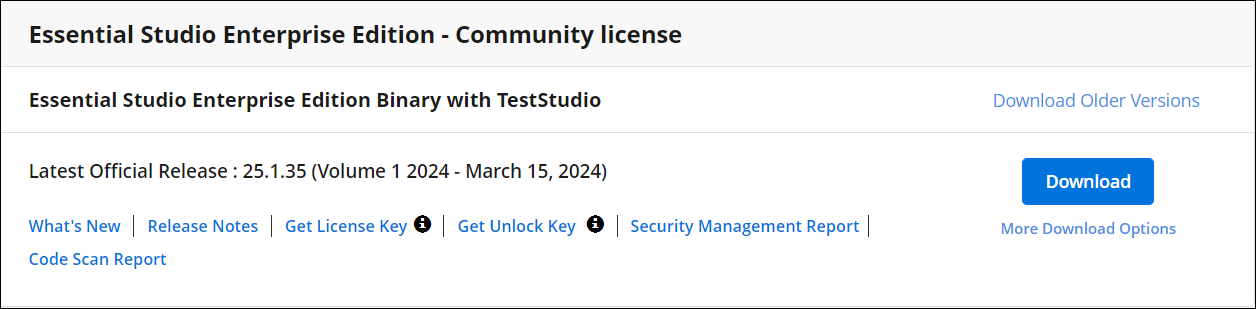 Essential Studio Enterprise Edition - Community license
Essential Studio Enterprise Edition Binary with TestStudio
Download Older Versions
Latest Official Release : 25.1.35 (Volume 1 2024 - March 15, 2024)
Download
What's New | Release Notes | Get License Key | Get Unlock Key | Security Management Report |
More Download Options
Code Scan Report